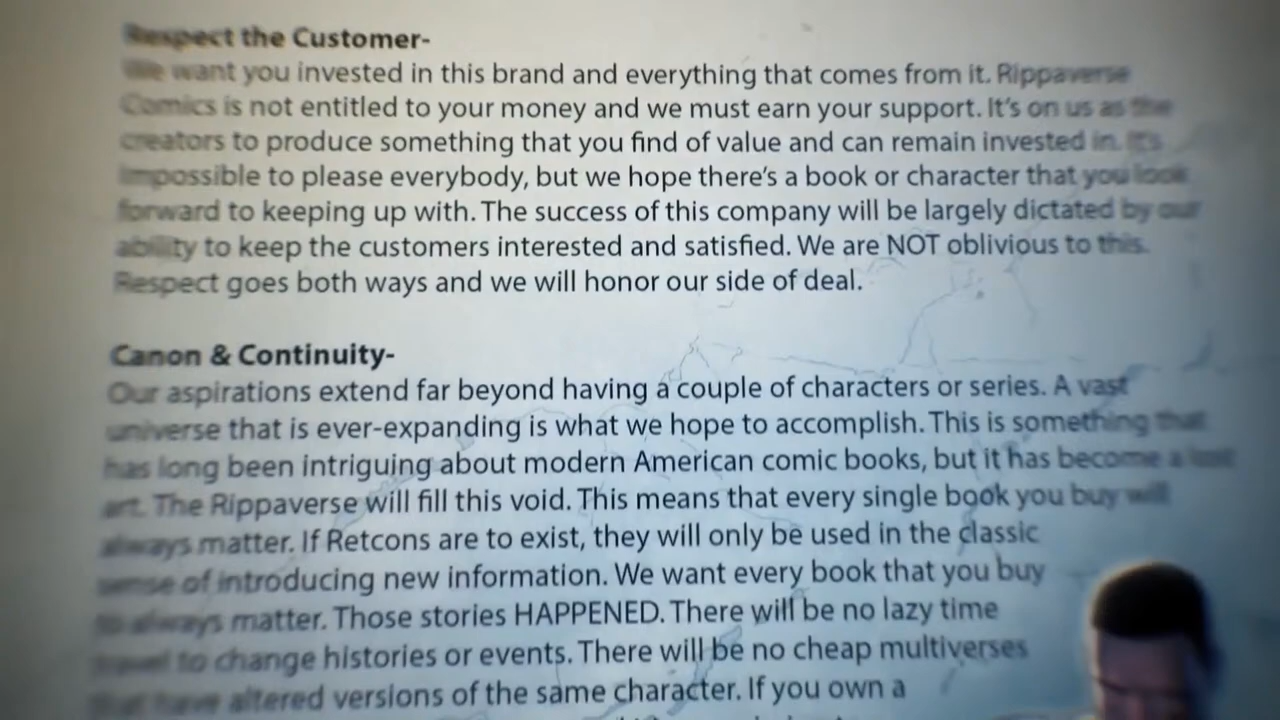 Respect the Customer-
We want you invested in this brand and everything that comes from it. Rippaverse
Comics is not entitled to your money and we must earn your support. It's on us as the
creators to produce something that you find of value and can remain invested in. It's
impossible to please everybody, but we hope there's a book or character that you look
forward to keeping up with. The success of this company will be largely dictated by our
ability to keep the customers interested and satisfied. We are NOT oblivious to this.
Respect goes both ways and we will honor our side of deal.
Canon & Continuity-
Our aspirations extend far beyond having a couple of characters or series. A vast
universe that is ever-expanding is what we hope to accomplish. This is something that
has long been intriguing about modern American comic books, but it has become a lost
art. The Rippaverse will fill this void. This means that every single book you buy will
always matter. If Retcons are to exist, they will only be used in the classic
sense of introducing new information. We want every book that you buy
to always matter. Those stories HAPPENED. There will be no lazy time
travel to change histories or events. There will be no cheap multiverses
that have altered versions of the same character. If you own a